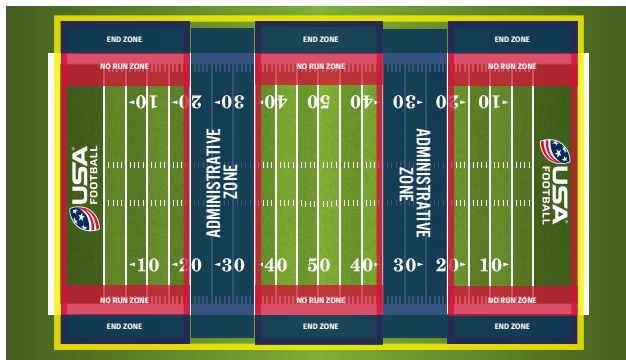 END ZONE END ZONE END ZONE
NO RUN ZONE NO RUN ZONE NO RUN ZONE
10 20 30 40 50 40 30 20 10
USA
FOOTBALL
ADMINISTRATIVE
ZONE
ADMINISTRATIVE
ZONE
USA
FOOTBALL
10 20 30 40 50 40 30 20 10
NO RUN ZONE NO RUN ZONE NO RUN ZONE
END ZONE END ZONE END ZONE